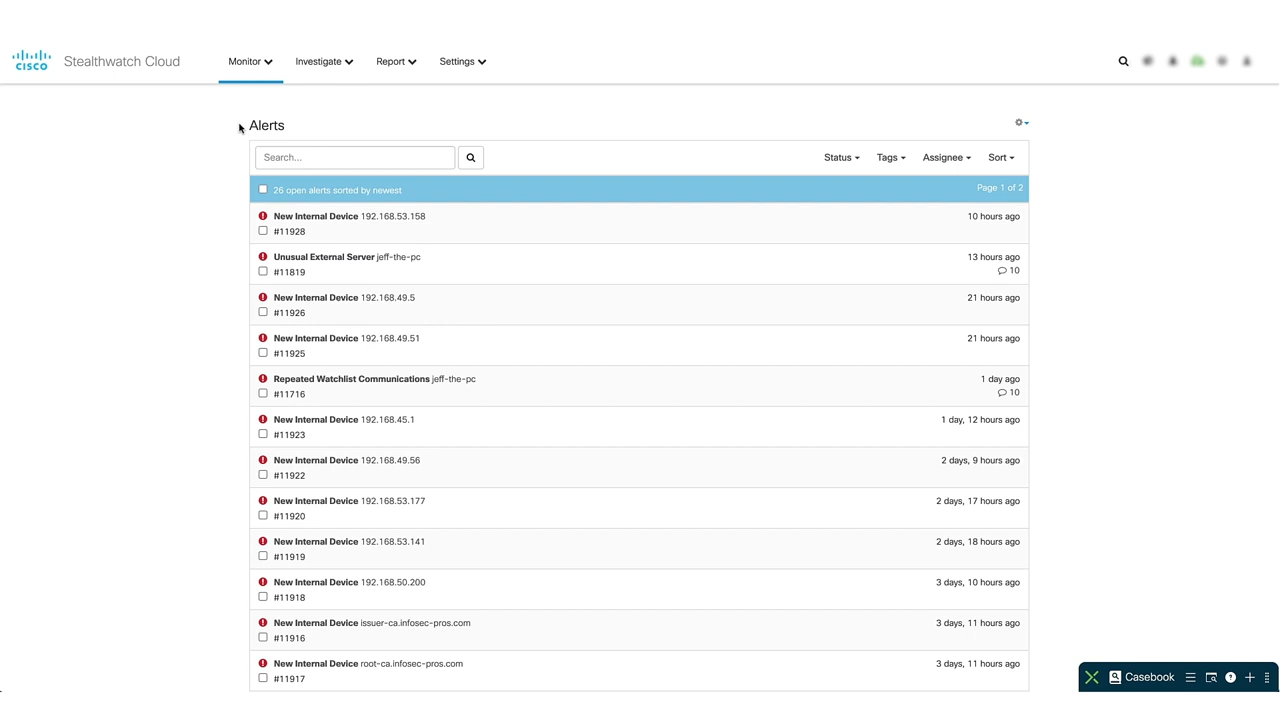 CISCO Stealthwatch Cloud Monitor Investigate Report Settings
Alerts
Search... Status Tags Assignee Sort
26 open alerts sorted by newest Page 1 of 2
New Internal Device 192.168.53.158 10 hours ago
#11928
Unusual External Server jeff-the-pc 13 hours ago
#11819 10
New Internal Device 192.168.49.5 21 hours ago
#11926
New Internal Device 192.168.49.51 21 hours ago
#11925
Repeated Watchlist Communications jeff-the-pc 1 day ago
#11716 10
New Internal Device 192.168.45.1 1 day, 12 hours ago
#11923
New Internal Device 192.168.49.56 2 days, 9 hours ago
#11922
New Internal Device 192.168.53.177 2 days, 17 hours ago
#11920
New Internal Device 192.168.53.141 2 days, 18 hours ago
#11919
New Internal Device 192.168.50.200 3 days, 10 hours ago
#11918
New Internal Device issuer-ca.infosec-pros.com 3 days, 11 hours ago
#11916
New Internal Device root-ca.infosec-pros.com 3 days, 11 hours ago
#11917
Casebook